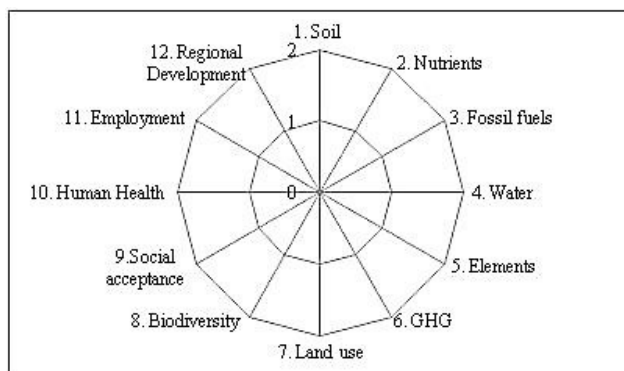 1. Soil
2
12. Regional
Development
2. Nutrients
11. Employment
1
3. Fossil fuels
10. Human Health
0
4. Water
9. Social
acceptance
5. Elements
8. Biodiversity
6. GHG
7. Land use